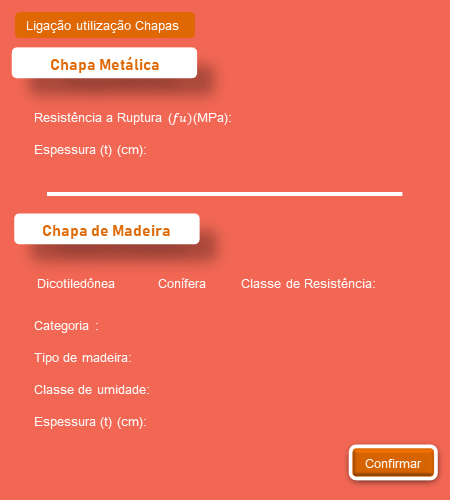 Ligação utilização Chapas
Chapa Metálica
Resistência a Ruptura (fu)(MPa):
Espessura (t) (cm):
Chapa de Madeira
Dicotiledônea Conífera Classe de Resistência:
Categoria :
Tipo de madeira:
Classe de umidade:
Espessura (t) (cm):
Confirmar